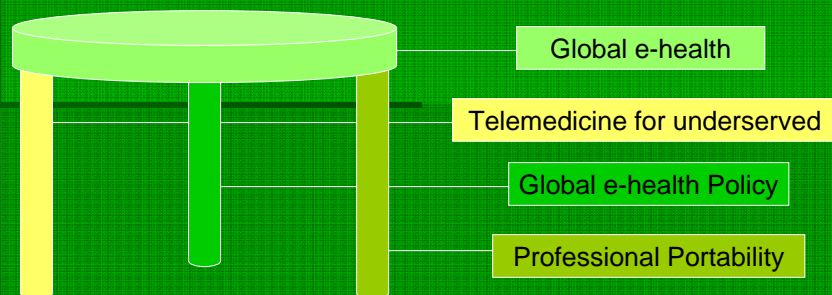 Global e-health
Telemedicine for underserved
Global e-health Policy
Professional Portability